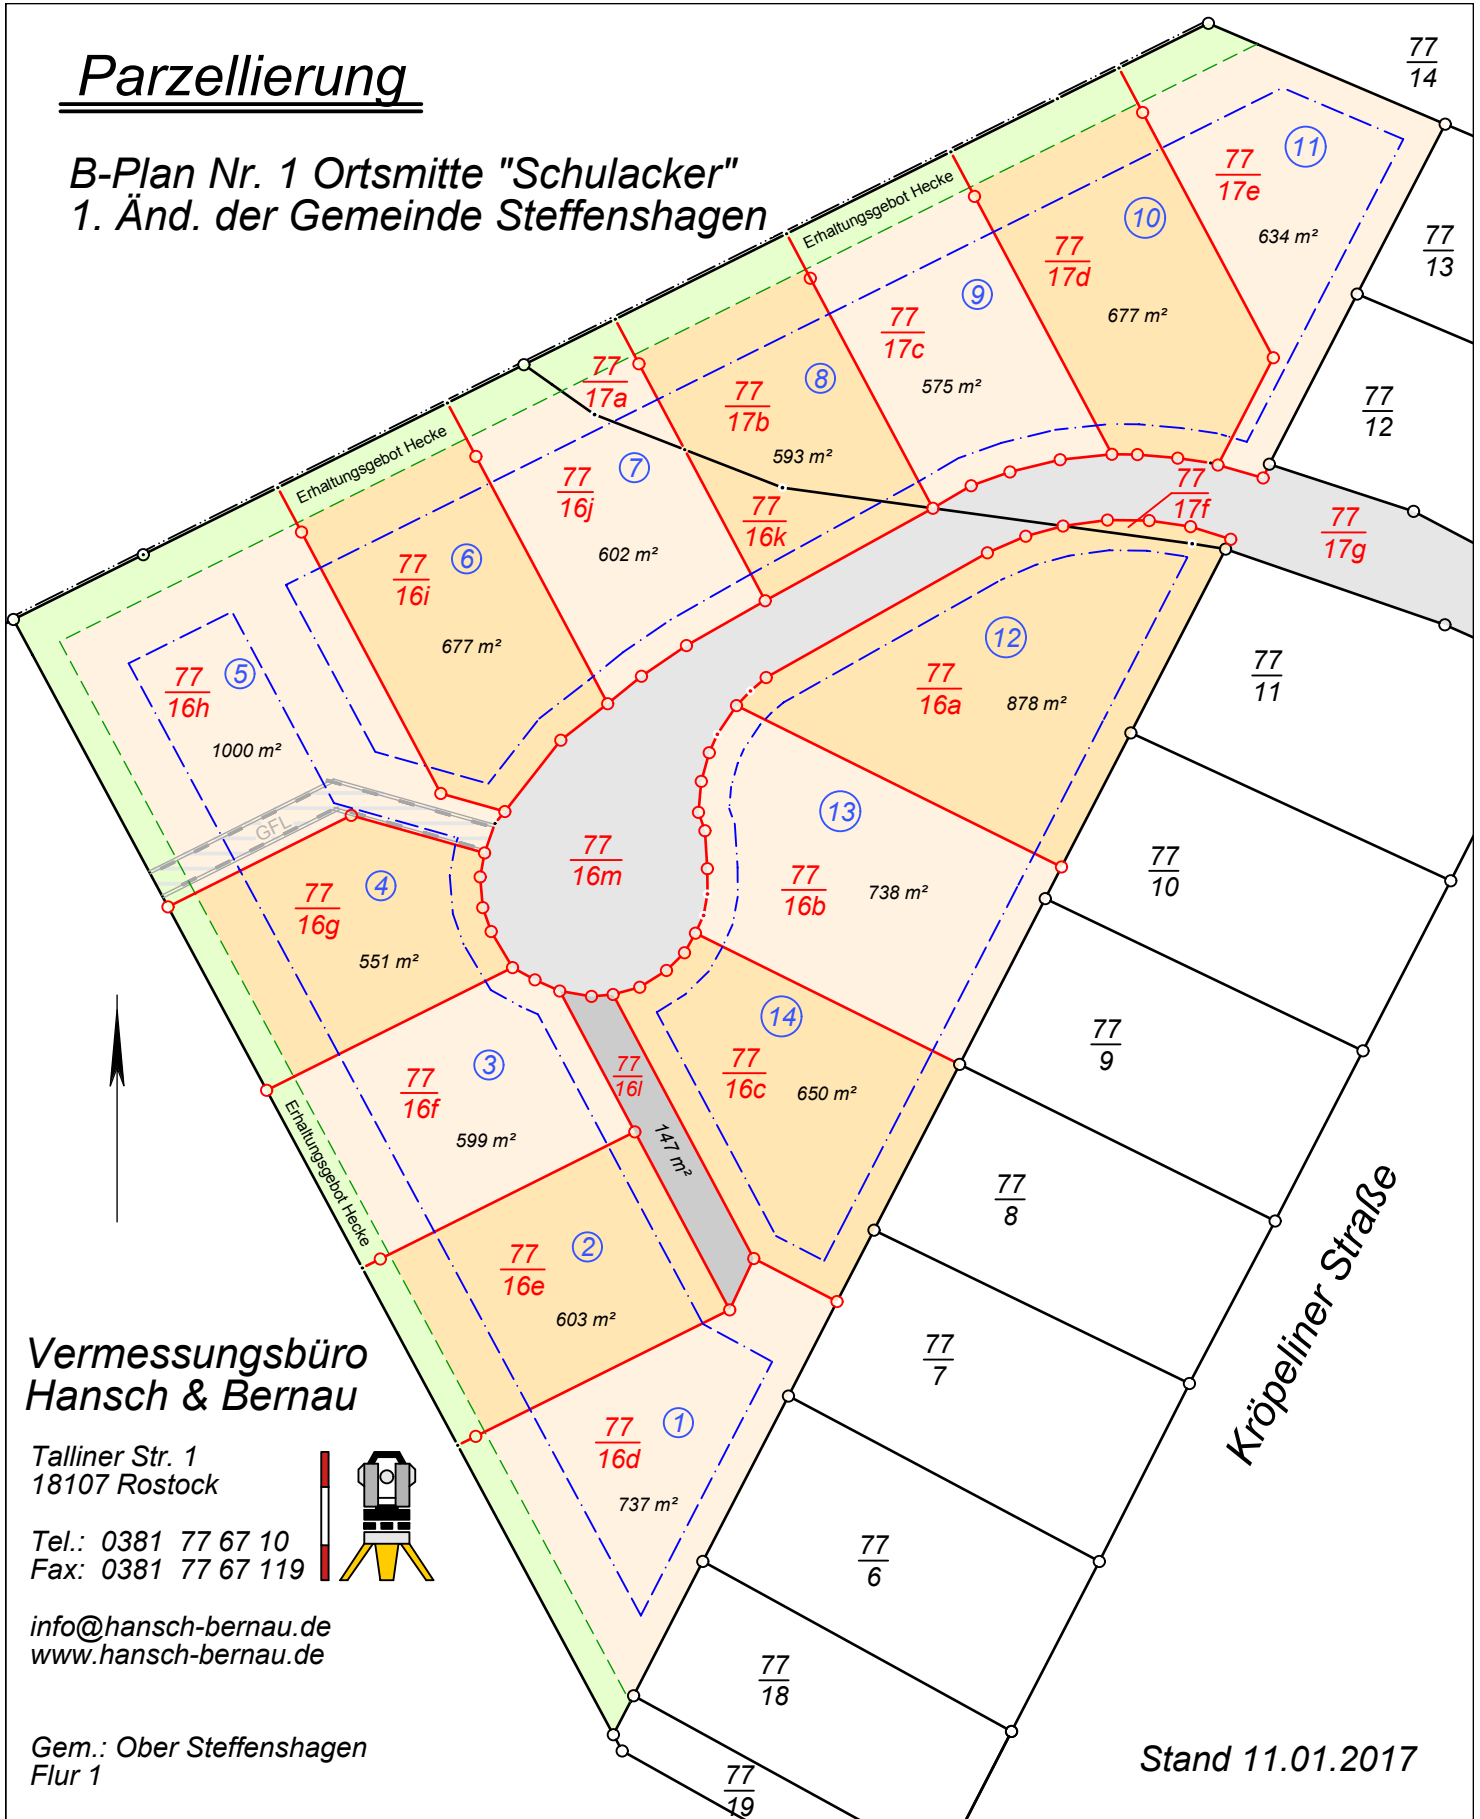 Parzellierung
B-Plan Nr. 1 Ortsmitte "Schulacker"
1. Änd. der Gemeinde Steffenshagen
77
14
77
13
77
12
77
17e
11
634 m²
77
17d
10
677 m²
Erhaltungsgebot Hecke
77
17c
9
575 m²
77
17b
8
593 m²
77
16k
77
17a
77
16j
7
602 m²
77
17f
77
17g
Erhaltungsgebot Hecke
77
16i
6
677 m²
77
16h
5
1000 m²
GFL
77
16g
4
551 m²
77
16m
77
16a
12
878 m²
77
16b
13
738 m²
77
16c
14
650 m²
77
16f
3
599 m²
77
16l
147 m²
Erhaltungsgebot Hecke
77
16e
2
603 m²
77
16d
1
737 m²
77
11
77
10
77
9
77
8
77
7
77
6
77
18
77
19
Kröpeliner Straße
Vermessungsbüro
Hansch & Bernau
Talliner Str. 1
18107 Rostock
Tel.: 0381 77 67 10
Fax: 0381 77 67 119
info@hansch-bernau.de
www.hansch-bernau.de
Gem.: Ober Steffenshagen
Flur 1
Stand 11.01.2017